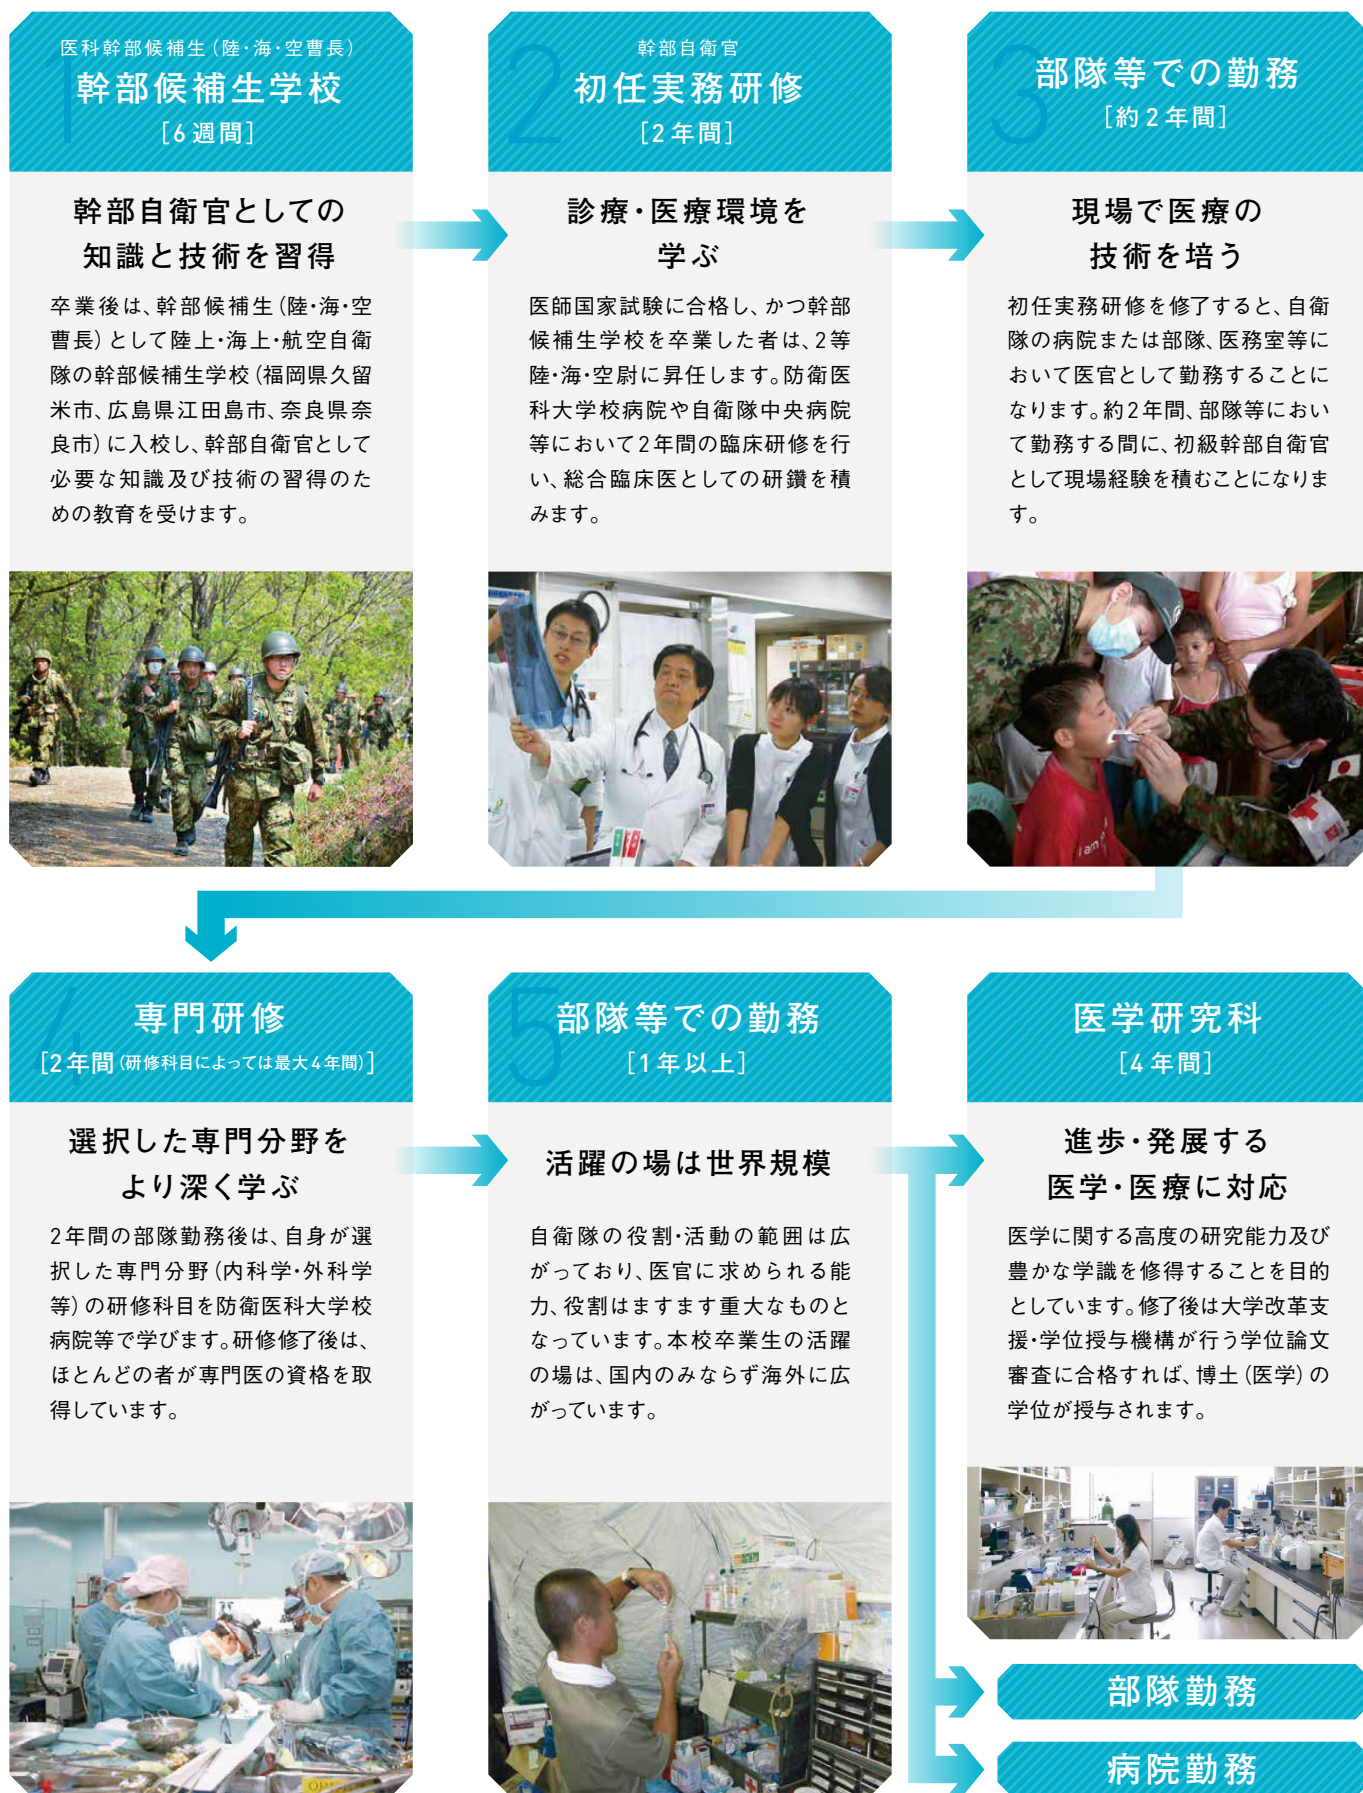 医科幹部候補生（陸・海・空曹長）
1
幹部候補生学校
［6週間］
幹部自衛官としての
知識と技術を習得
卒業後は、幹部候補生（陸・海・空
曹長）として陸上・海上・航空自衛
隊の幹部候補生学校（福岡県久留
米市、広島県江田島市、奈良県奈
良市）に入校し、幹部自衛官として
必要な知識及び技術の習得のた
めの教育を受けます。
幹部自衛官
2
初任実務研修
［2年間］
診療・医療環境を
学ぶ
医師国家試験に合格し、かつ幹部
候補生学校を卒業した者は、2等
陸・海・空尉に昇任します。防衛医
科大学校病院や自衛隊中央病院
等において2年間の臨床研修を行
い、総合臨床医としての研鑽を積
みます。
3
部隊等での勤務
［約2年間］
現場で医療の
技術を培う
初任実務研修を修了すると、自衛
隊の病院または部隊、医務室等に
おいて医官として勤務することに
なります。約2年間、部隊等におい
て勤務する間に、初級幹部自衛官
として現場経験を積むことになりま
す。
I am
4
専門研修
［2年間（研修科目によっては最大4年間）］
選択した専門分野を
より深く学ぶ
2年間の部隊勤務後は、自身が選
択した専門分野（内科学・外科学
等）の研修科目を防衛医科大学校
病院等で学びます。研修修了後は、
ほとんどの者が専門医の資格を取
得しています。
5
部隊等での勤務
［1年以上］
活躍の場は世界規模
自衛隊の役割・活動の範囲は広
がっており、医官に求められる能
力、役割はますます重大なものと
なっています。本校卒業生の活躍
の場は、国内のみならず海外に広
がっています。
医学研究科
［4年間］
進歩・発展する
医学・医療に対応
医学に関する高度の研究能力及び
豊かな学識を修得することを目的
としています。修了後は大学改革支
援・学位授与機構が行う学位論文
審査に合格すれば、博士（医学）の
学位が授与されます。
部隊勤務
病院勤務